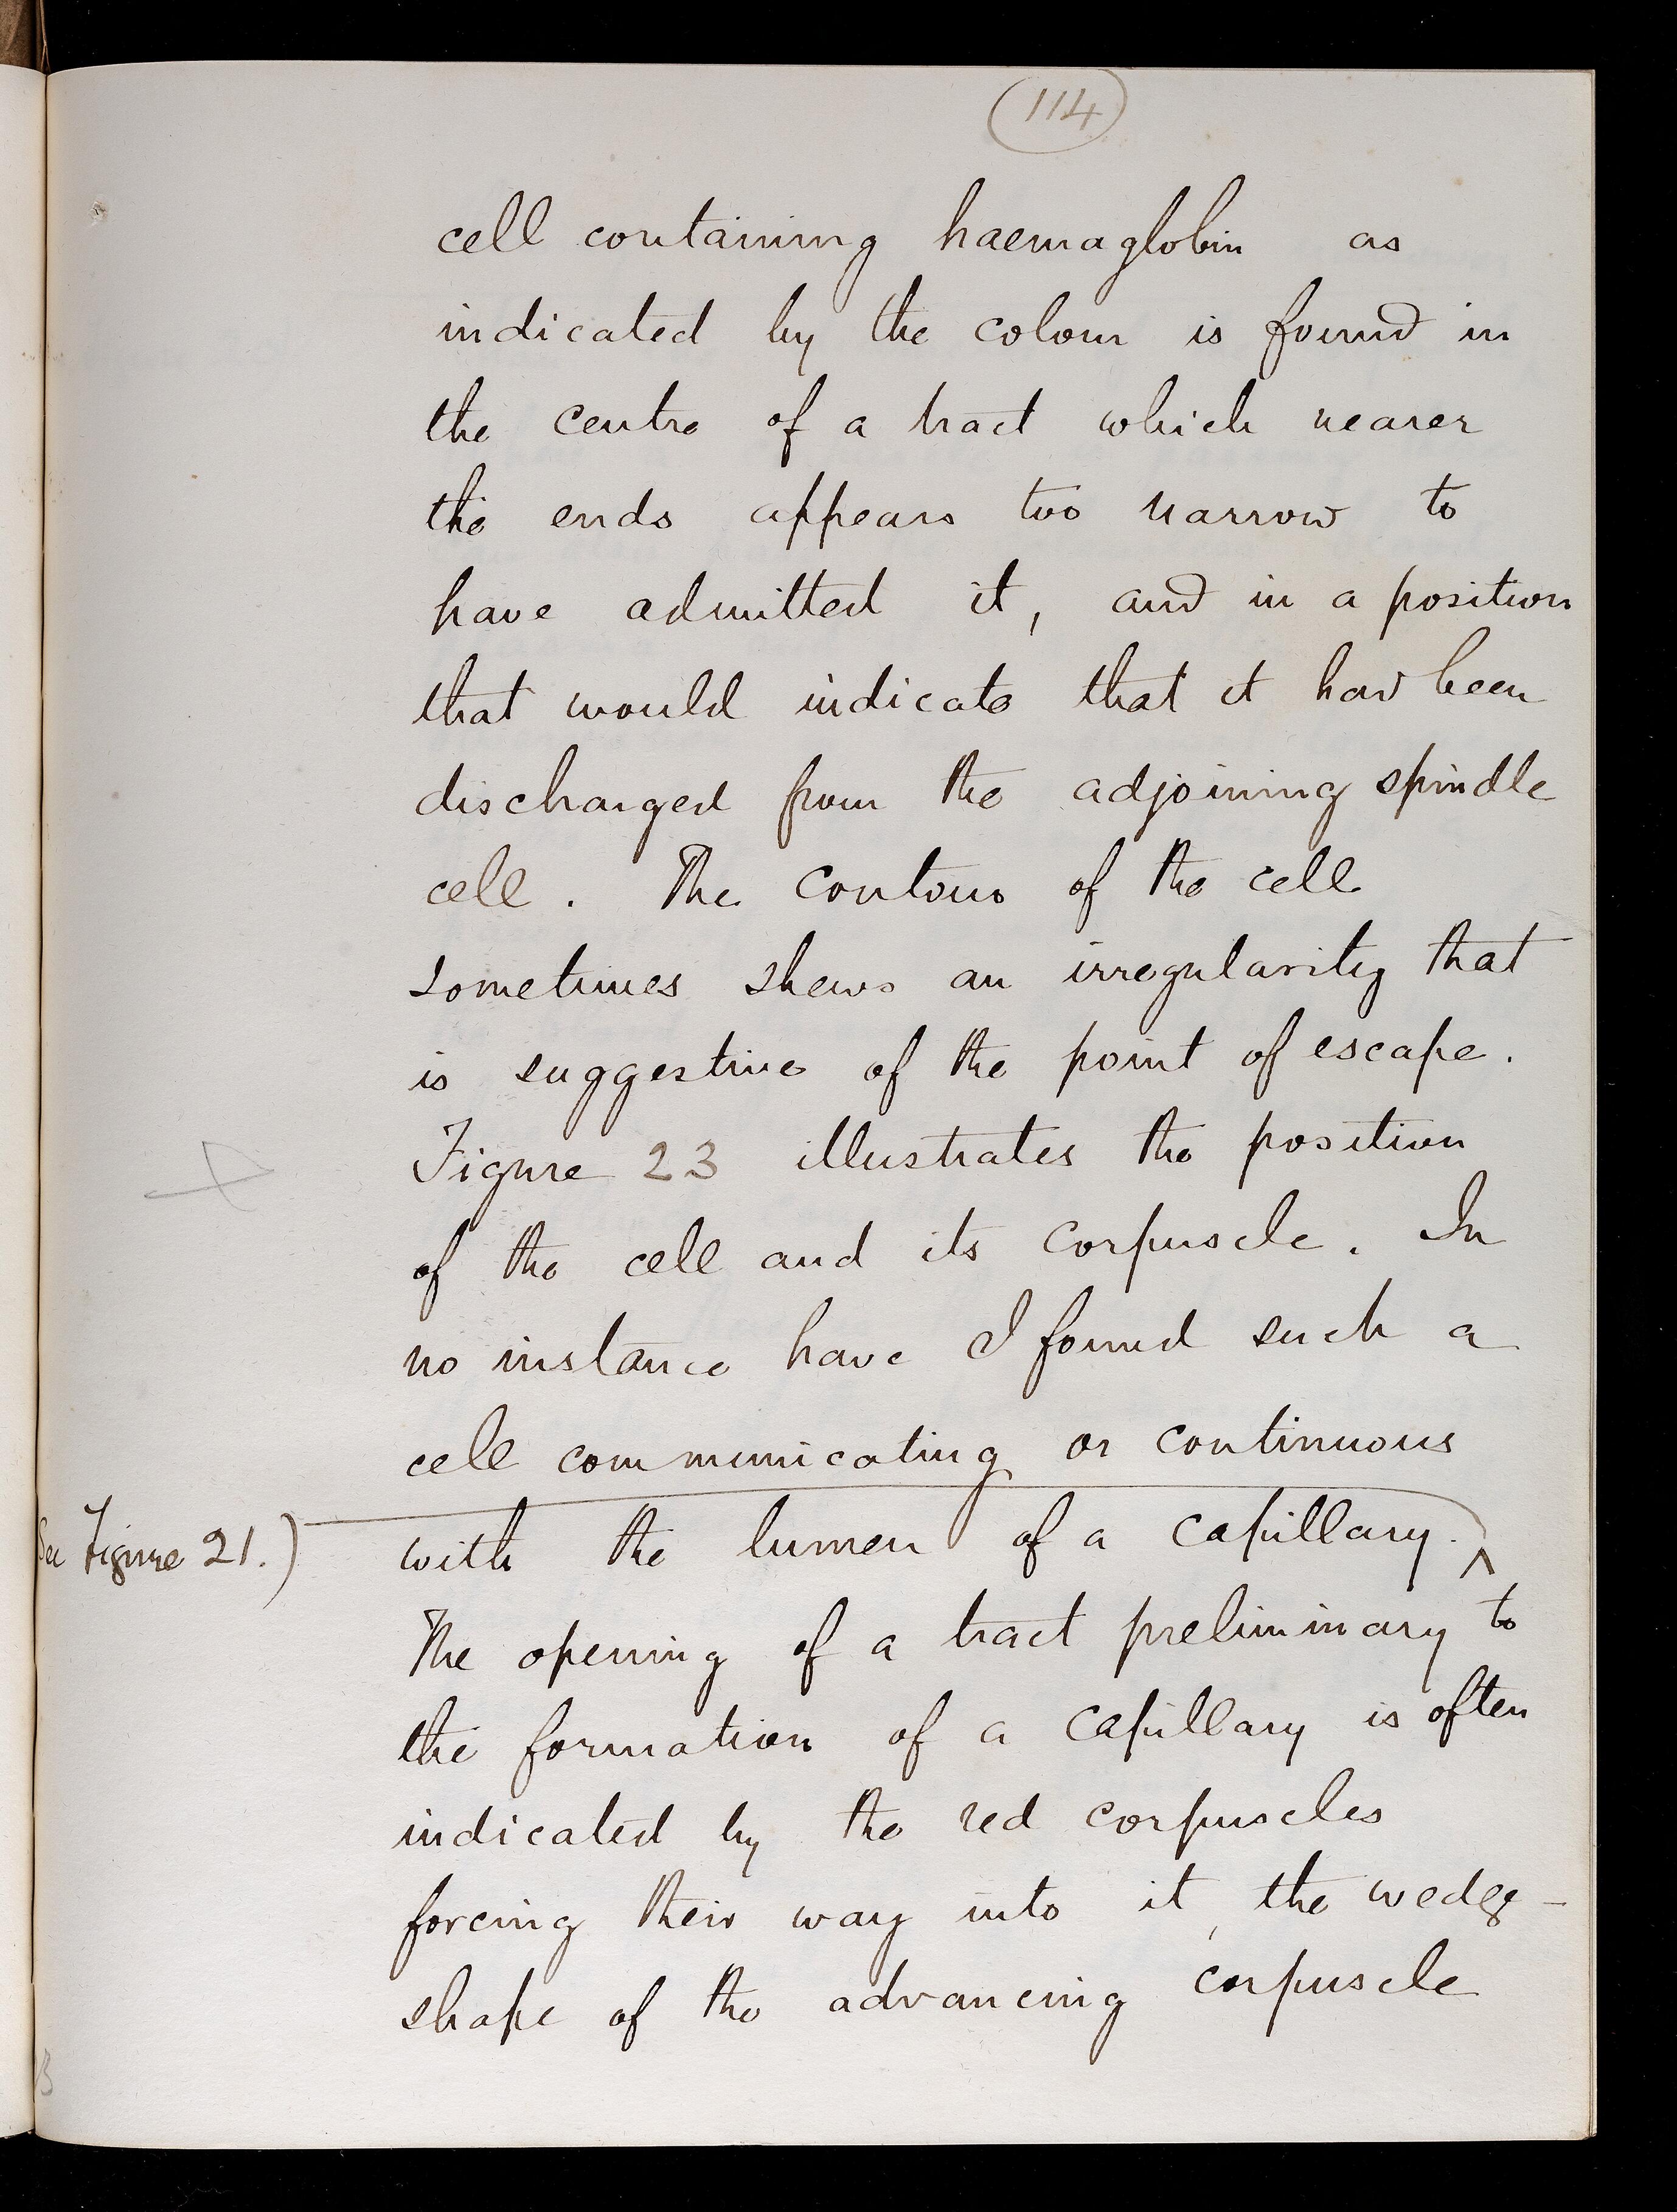 114
cell containing haemaglobin as
indicated by the colour is found in
the centre of a tract which nearer
the ends appears too narrow to
have admitted it, and in a position
that would indicate that it had been
discharged from the adjoining spindle
cell. The contour of the cell
sometimes shews an irregularity that
is suggestive of the point of escape.
Figure 23 illustrates the position
of the cell and its corpuscle. In
no instance have I found such a
cell communicating or continuous
See Figure 21.)
with the lumen of a capillary.
The opening of a tract preliminary to
the formation of a capillary is often
indicated by the red corpuscles
forcing their way into it, the wedge-
shape of the advancing corpuscle